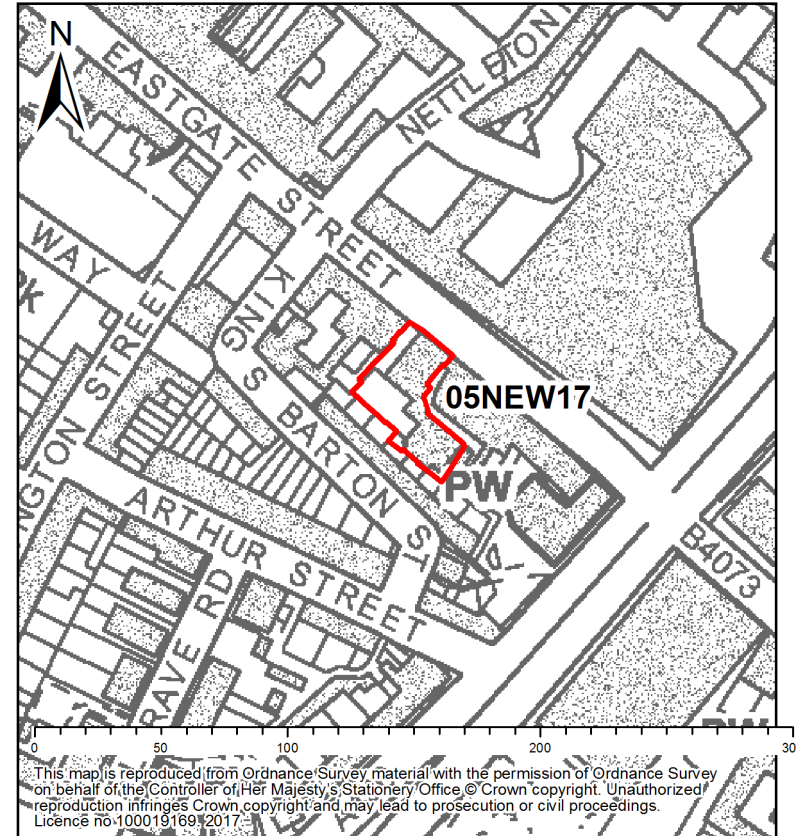 N
EASTGATE STREET
NETTLETON
WAY
KINGS BARTON ST
STREET
NGTON
05NEW17
PW
ARTHUR STREET
B4073
RAVE RD
0 50 100 200 30
This map is reproduced from Ordnance Survey material with the permission of Ordnance Survey
on behalf of the Controller of Her Majesty's Stationery Office © Crown copyright. Unauthorized
reproduction infringes Crown copyright and may lead to prosecution or civil proceedings.
Licence no 100019169. 2017